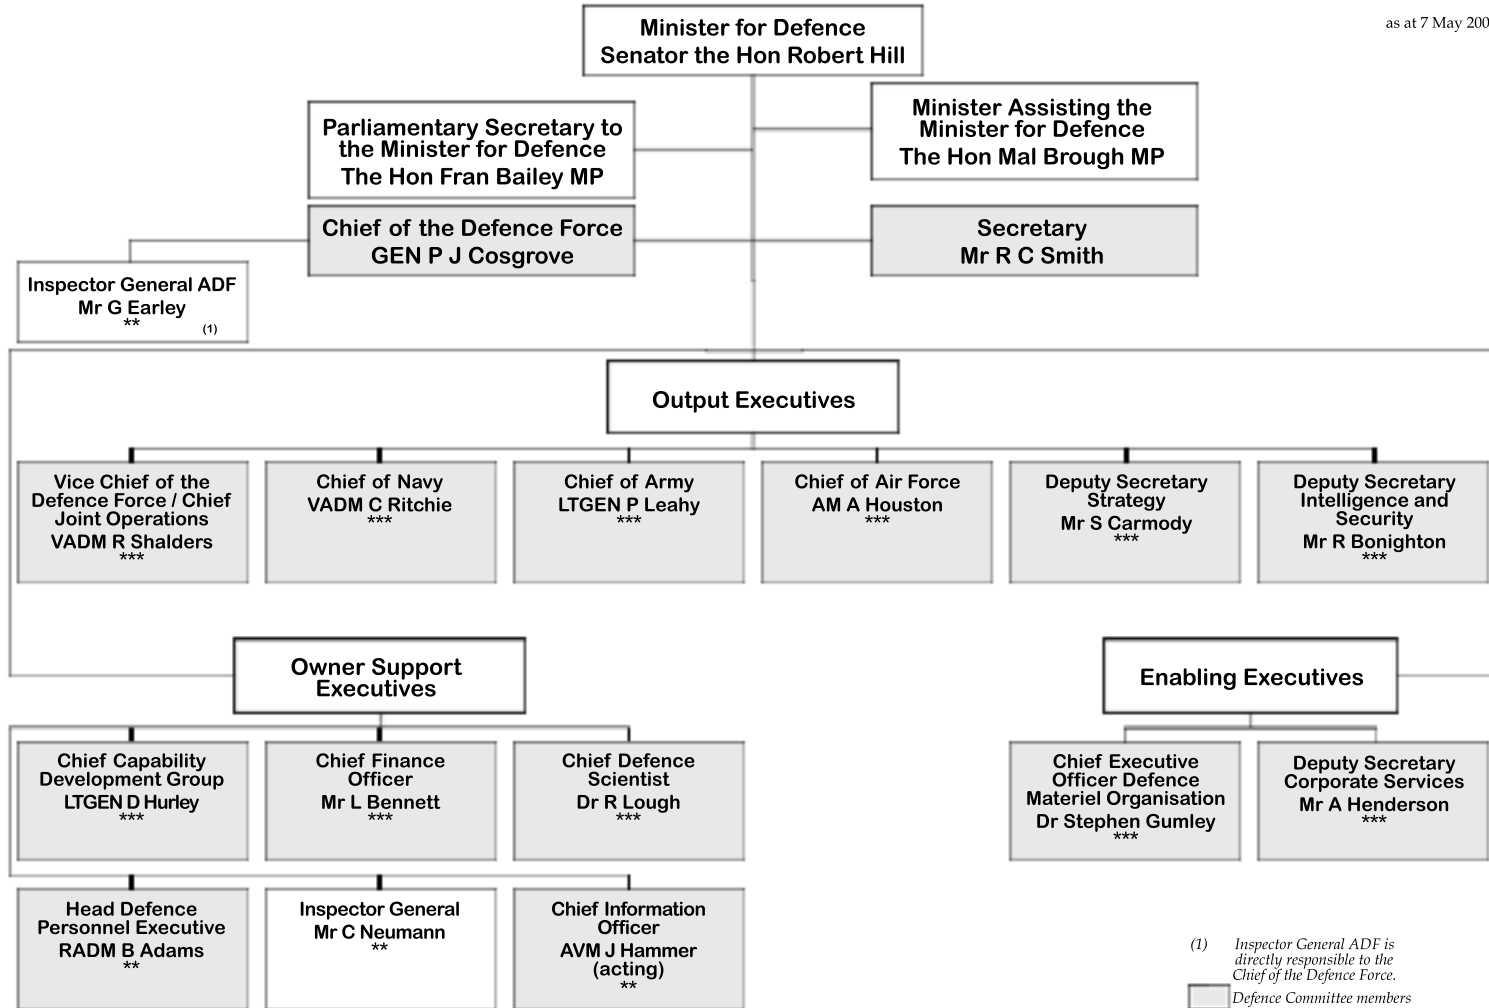 Minister for Defence
Senator the Hon Robert Hill
as at 7 May 200
Parliamentary Secretary to
the Minister for Defence
The Hon Fran Bailey MP
Minister Assisting the
Minister for Defence
The Hon Mal Brough MP
Chief of the Defence Force
GEN P J Cosgrove
Secretary
Mr R C Smith
Inspector General ADF
Mr G Earley
**
(1)
Output Executives
Vice Chief of the
Defence Force / Chief
Joint Operations
VADM R Shalders
***
Chief of Navy
VADM C Ritchie
***
Chief of Army
LTGEN P Leahy
***
Chief of Air Force
AM A Houston
***
Deputy Secretary
Strategy
Mr S Carmody
***
Deputy Secretary
Intelligence and
Security
Mr R Bonighton
***
Owner Support
Executives
Enabling Executives
Chief Capability
Development Group
LTGEN D Hurley
***
Chief Finance
Officer
Mr L Bennett
***
Chief Defence
Scientist
Dr R Lough
***
Chief Executive
Officer Defence
Materiel Organisation
Dr Stephen Gumley
***
Deputy Secretary
Corporate Services
Mr A Henderson
***
Head Defence
Personnel Executive
RADM B Adams
**
Inspector General
Mr C Neumann
**
Chief Information
Officer
AVM J Hammer
(acting)
**
(1) Inspector General ADF is
directly responsible to the
Chief of the Defence Force.
Defence Committee members